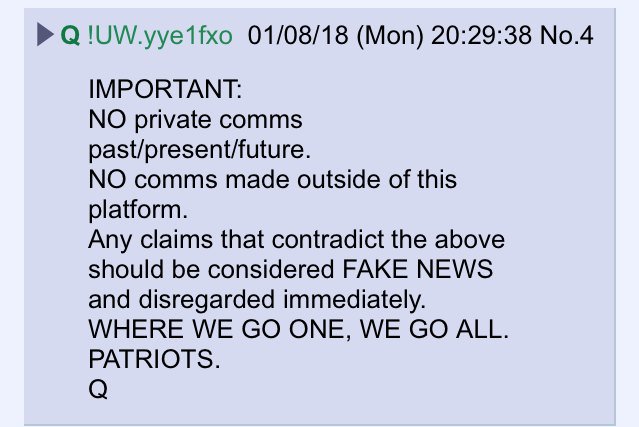 Q !UW.yye1fxo 01/08/18 (Mon) 20:29:38 No.4
IMPORTANT:
NO private comms
past/present/future.
NO comms made outside of this
platform.
Any claims that contradict the above
should be considered FAKE NEWS
and disregarded immediately.
WHERE WE GO ONE, WE GO ALL.
PATRIOTS.
Q